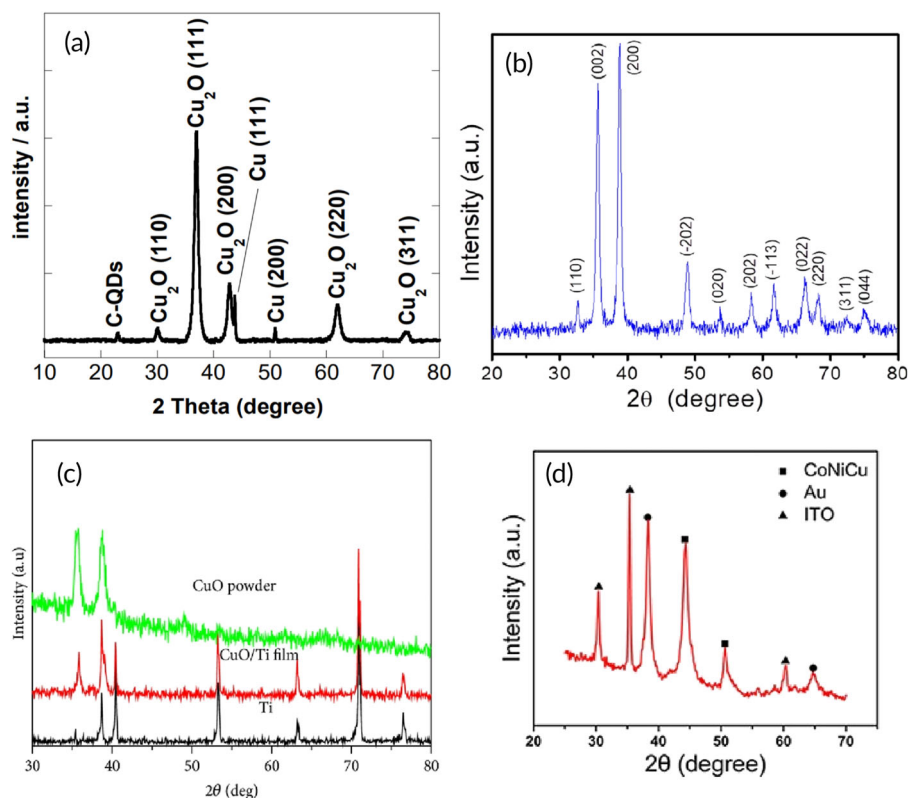 (a)
intensity / a.u.
C-QDs
Cu₂O (110)
Cu₂O (111)
Cu₂O (200)
Cu (111)
Cu (200)
Cu₂O (220)
Cu₂O (311)
10 20 30 40 50 60 70 80
2 Theta (degree)
(b)
Intensity (a.u.)
(110)
(002)
(200)
(-202)
(020)
(202)
(-113)
(022)
(220)
(311)
(044)
20 30 40 50 60 70 80
2θ (degree)
(c)
Intensity (a.u)
CuO powder
CuO/Ti film
Ti
30 40 50 60 70 80
2θ (deg)
(d)
CoNiCu
Au
ITO
Intensity (a.u.)
20 30 40 50 60 70
2θ (degree)